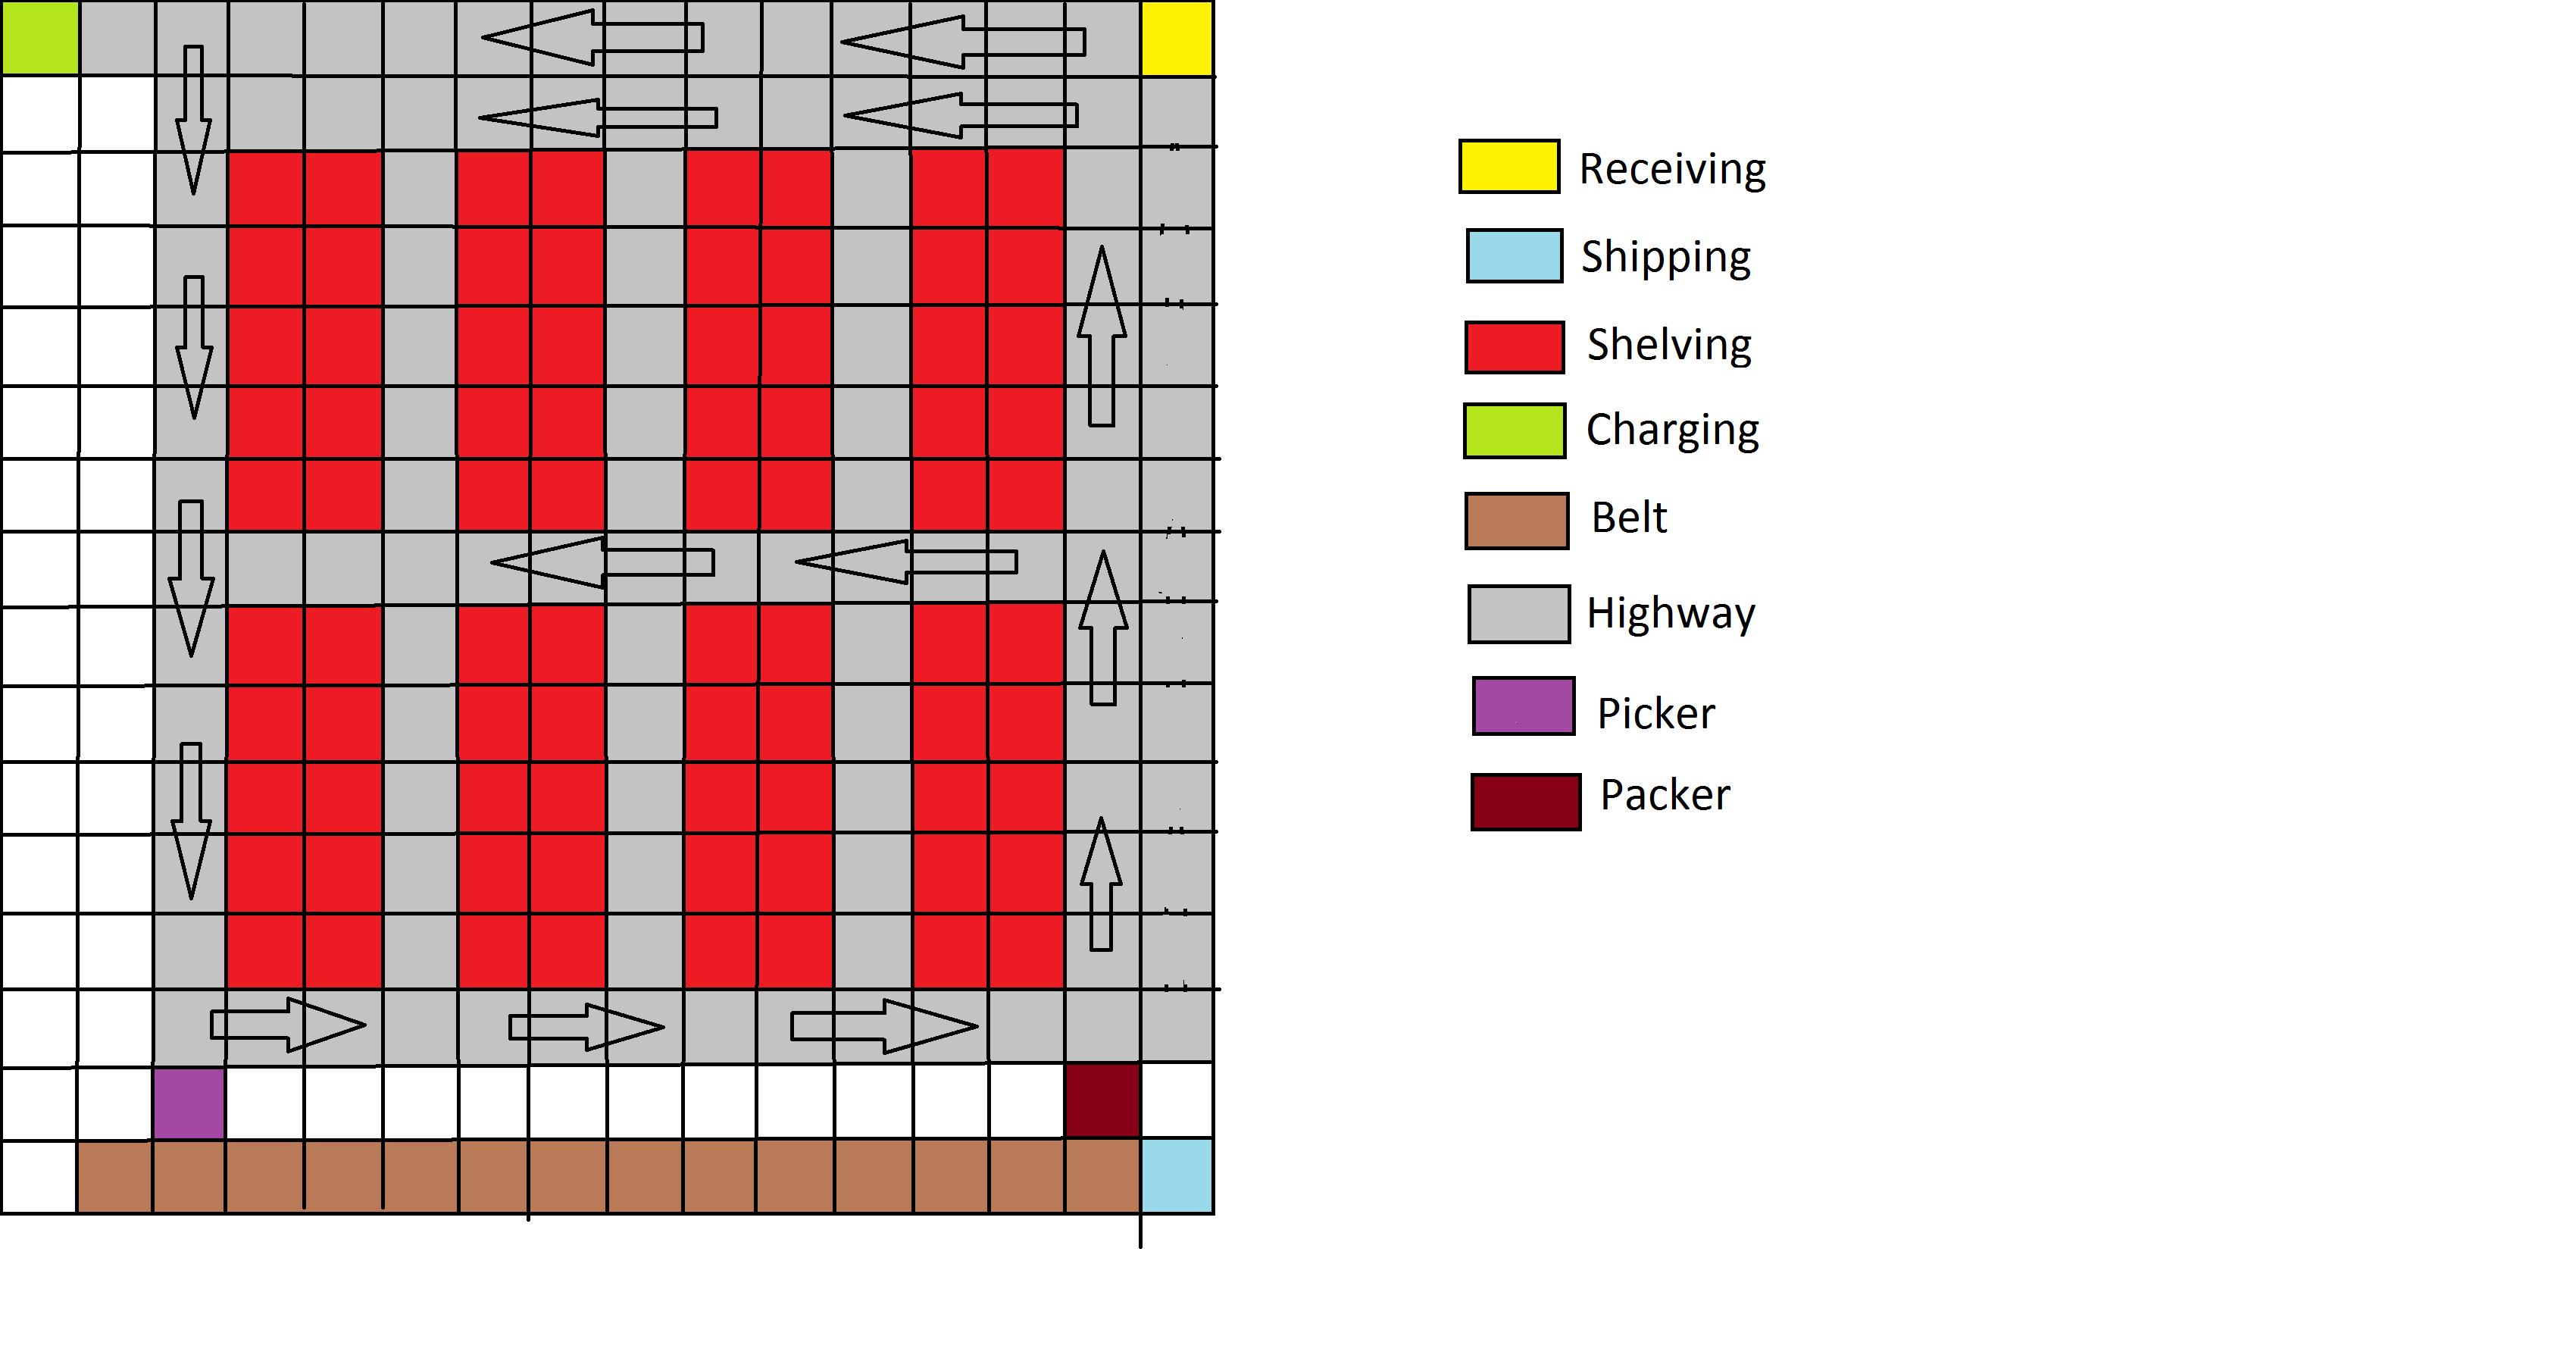 Receiving
Shipping
Shelving
Charging
Belt
Highway
Picker
Packer